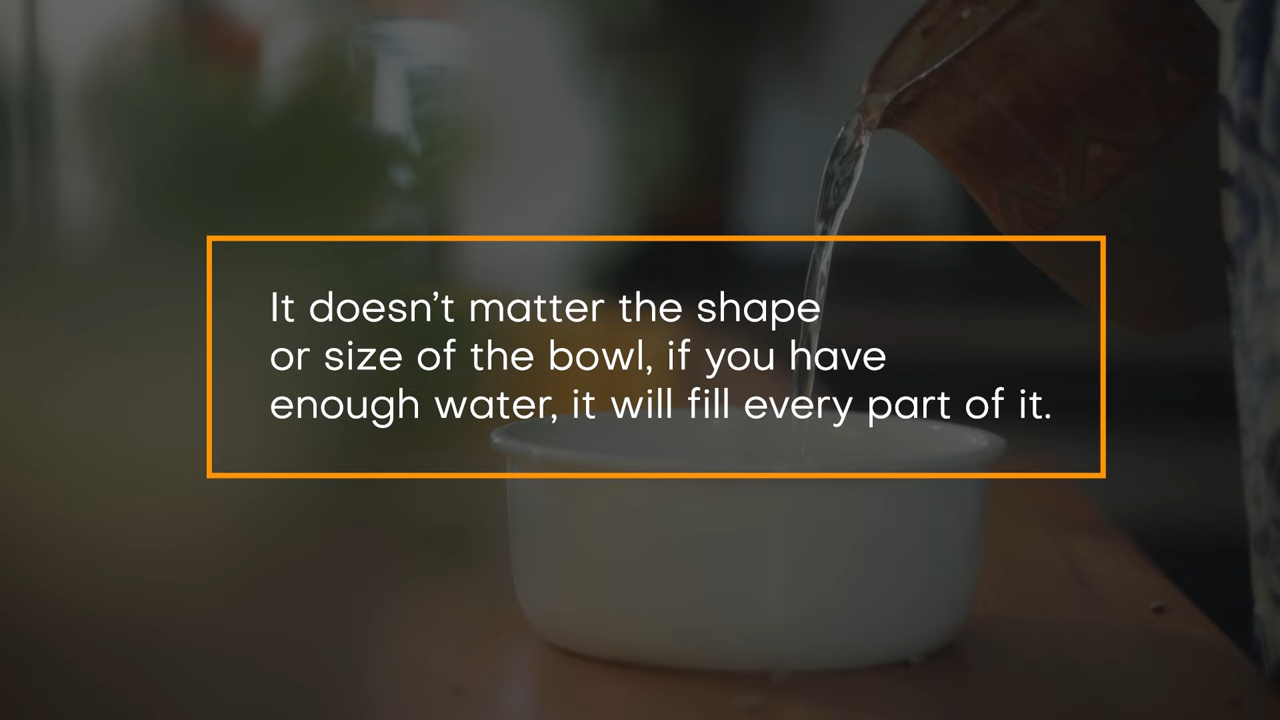 It doesn’t matter the shape
or size of the bowl, if you have
enough water, it will fill every part of it.